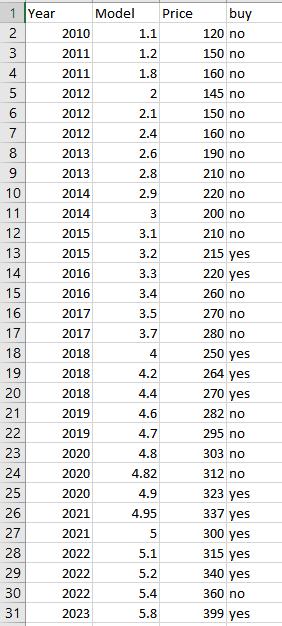 1 Year Model Price buy
2 2010 1.1 120 no
3 2011 1.2 150 no
4 2011 1.8 160 no
5 2012 2 145 no
6 2012 2.1 150 no
7 2012 2.4 160 no
8 2013 2.6 190 no
9 2013 2.8 210 no
10 2014 2.9 220 no
11 2014 3 200 no
12 2015 3.1 210 no
13 2015 3.2 215 yes
14 2016 3.3 220 yes
15 2016 3.4 260 no
16 2017 3.5 270 no
17 2017 3.7 280 no
18 2018 4 250 yes
19 2018 4.2 264 yes
20 2018 4.4 270 yes
21 2019 4.6 282 no
22 2019 4.7 295 no
23 2020 4.8 303 no
24 2020 4.82 312 no
25 2020 4.9 323 yes
26 2021 4.95 337 yes
27 2021 5 300 yes
28 2022 5.1 315 yes
29 2022 5.2 340 yes
30 2022 5.4 360 no
31 2023 5.8 399 yes